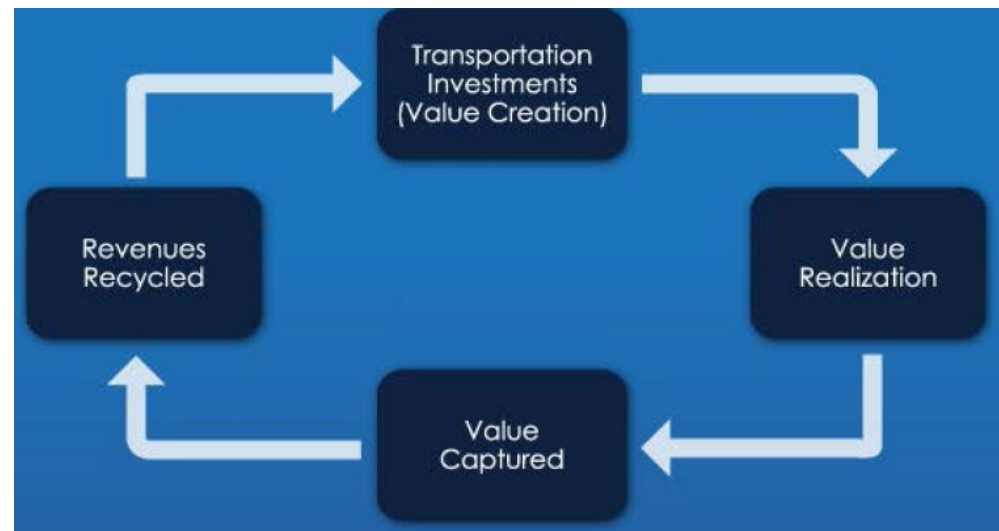 Transportation
Investments
(Value Creation)
Revenues
Recycled
Value
Realization
Value
Captured